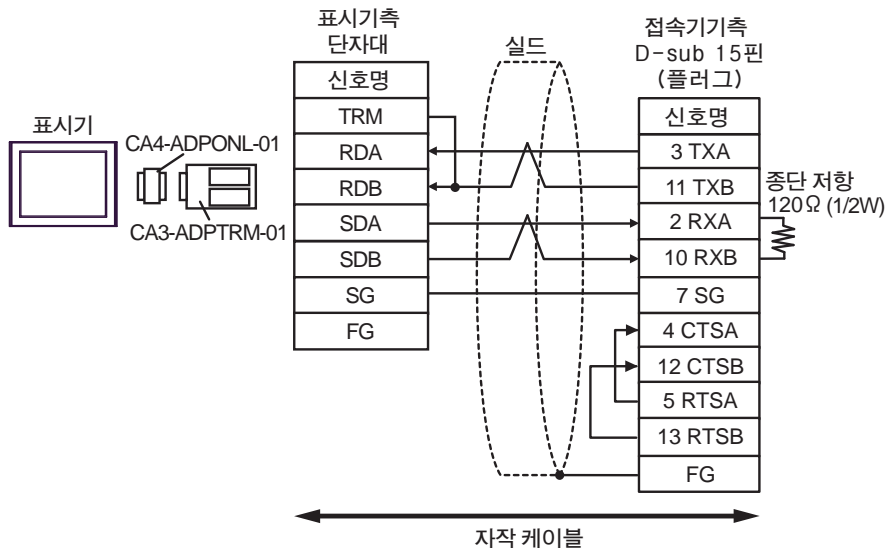 표시기
CA4-ADPONL-01
CA3-ADPTRM-01
표시기측
단자대
신호명
TRM
RDA
RDB
SDA
SDB
SG
FG
실드
접속기기측
D-sub 15핀
(플러그)
신호명
3 TXA
11 TXB
2 RXA
10 RXB
7 SG
4 CTSA
12 CTSB
5 RTSA
13 RTSB
FG
종단 저항
120Ω (1/2W)
자작 케이블